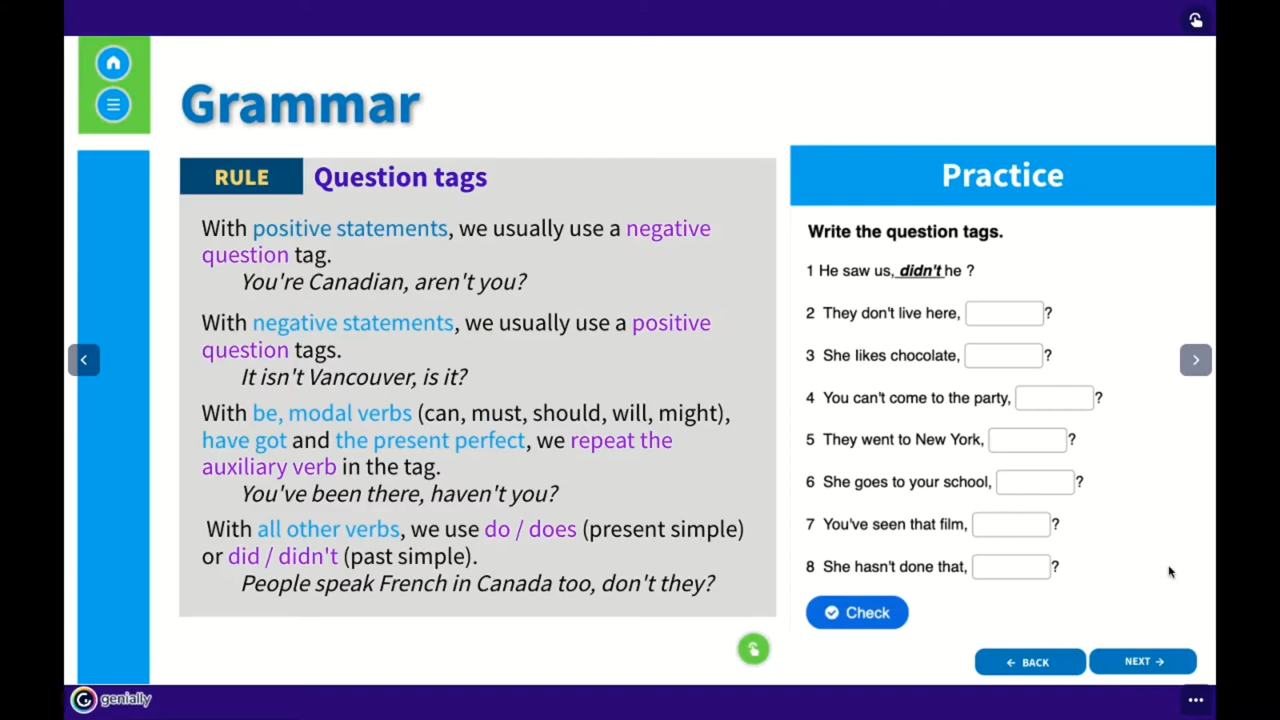 Grammar
RULE Question tags
With positive statements, we usually use a negative
question tag.
You're Canadian, aren't you?
With negative statements, we usually use a positive
question tags.
It isn't Vancouver, is it?
With be, modal verbs (can, must, should, will, might),
have got and the present perfect, we repeat the
auxiliary verb in the tag.
You've been there, haven't you?
With all other verbs, we use do / does (present simple)
or did / didn't (past simple).
People speak French in Canada too, don't they?
Practice
Write the question tags.
1 He saw us, didn't he ?
2 They don't live here, ?
3 She likes chocolate, ?
4 You can't come to the party, ?
5 They went to New York, ?
6 She goes to your school, ?
7 You've seen that film, ?
8 She hasn't done that, ?
Check
BACK NEXT
genially